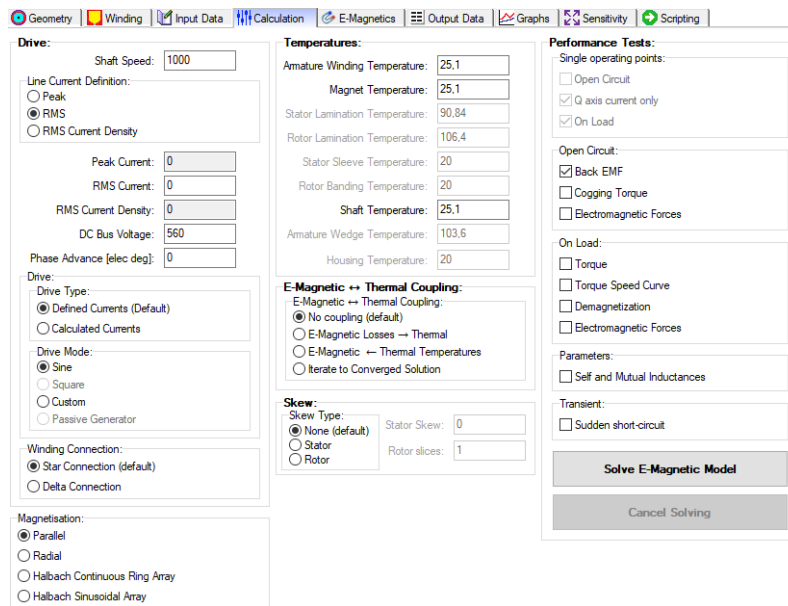 Geometry Winding Input Data Calculation E-Magnetics Output Data Graphs Sensitivity Scripting
Drive:
Shaft Speed: 1000
Line Current Definition:
Peak
RMS
RMS Current Density
Peak Current: 0
RMS Current: 0
RMS Current Density: 0
DC Bus Voltage: 560
Phase Advance [elec deg]: 0
Drive:
Drive Type:
Defined Currents (Default)
Calculated Currents
Drive Mode:
Sine
Square
Custom
Passive Generator
Winding Connection:
Star Connection (default)
Delta Connection
Magnetisation:
Parallel
Radial
Halbach Continuous Ring Array
Halbach Sinusoidal Array
Temperatures:
Armature Winding Temperature: 25,1
Magnet Temperature: 25,1
Stator Lamination Temperature: 90,84
Rotor Lamination Temperature: 106,4
Stator Sleeve Temperature: 20
Rotor Banding Temperature: 20
Shaft Temperature: 25,1
Armature Wedge Temperature: 103,6
Housing Temperature: 20
E-Magnetic ↔ Thermal Coupling:
E-Magnetic ↔ Thermal Coupling:
No coupling (default)
E-Magnetic Losses → Thermal
E-Magnetic ← Thermal Temperatures
Iterate to Converged Solution
Skew:
Skew Type:
None (default)
Stator
Rotor
Stator Skew: 0
Rotor slices: 1
Performance Tests:
Single operating points:
Open Circuit
Q axis current only
On Load
Open Circuit:
Back EMF
Cogging Torque
Electromagnetic Forces
On Load:
Torque
Torque Speed Curve
Demagnetization
Electromagnetic Forces
Parameters:
Self and Mutual Inductances
Transient:
Sudden short-circuit
Solve E-Magnetic Model
Cancel Solving